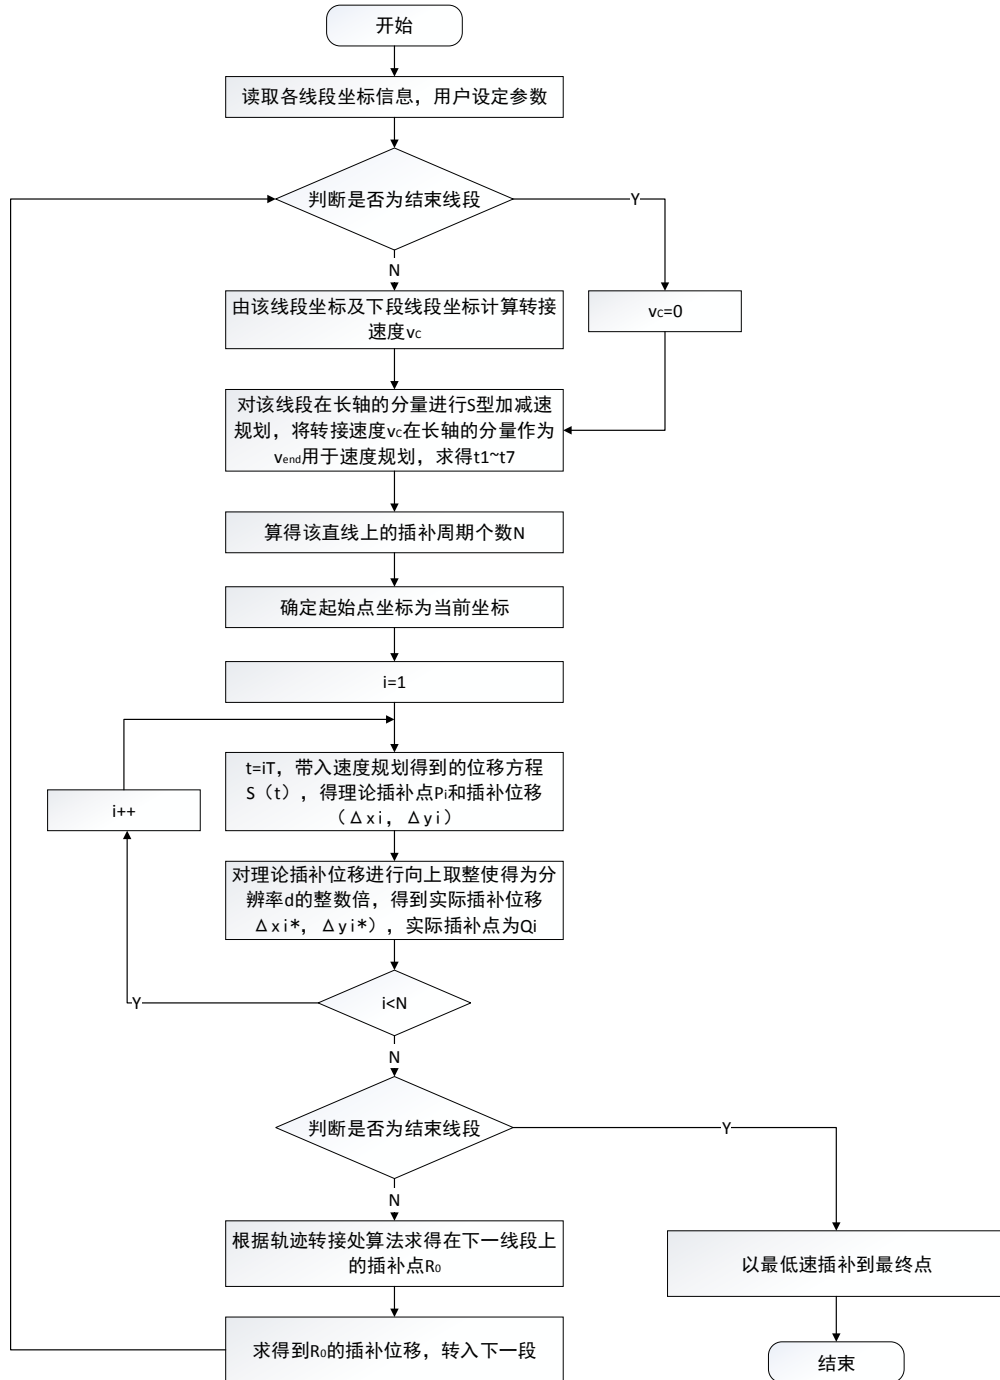 开始
读取各线段坐标信息，用户设定参数
判断是否为结束线段
Y
N
由该线段坐标及下段线段坐标计算转接
速度vc
vc=0
对该线段在长轴的分量进行S型加减速
规划，将转接速度vc在长轴的分量作为
vend用于速度规划，求得t1~t7
算得该直线上的插补周期个数N
确定起始点坐标为当前坐标
i=1
t=iT，带入速度规划得到的位移方程
S（t），得理论插补点Pi和插补位移
（Δxi，Δyi）
i++
对理论插补位移进行向上取整使得为分
辨率d的整数倍，得到实际插补位移
Δxi*，Δyi*），实际插补点为Qi
i<N
Y
N
判断是否为结束线段
Y
N
根据轨迹转接处算法求得在下一线段上
的插补点R0
以最低速插补到最终点
求得到R0的插补位移，转入下一段
结束